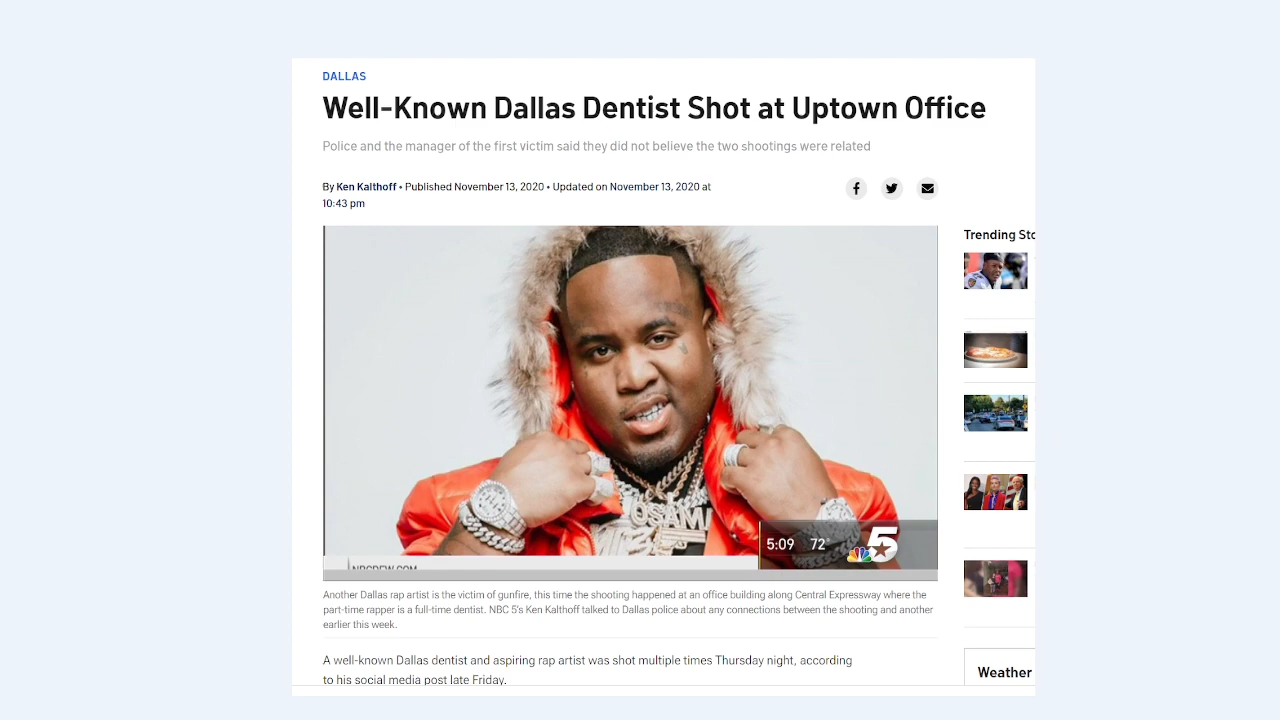 DALLAS
Well-Known Dallas Dentist Shot at Uptown Office
Police and the manager of the first victim said they did not believe the two shootings were related
By Ken Kalthoff • Published November 13, 2020 • Updated on November 13, 2020 at
10:43 pm
Trending Sto
OSAMA
5:09 72° 5
NBCDFW.COM
Another Dallas rap artist is the victim of gunfire, this time the shooting happened at an office building along Central Expressway where the
part-time rapper is a full-time dentist. NBC 5's Ken Kalthoff talked to Dallas police about any connections between the shooting and another
earlier this week.
A well-known Dallas dentist and aspiring rap artist was shot multiple times Thursday night, according
to his social media post late Friday.
Weather